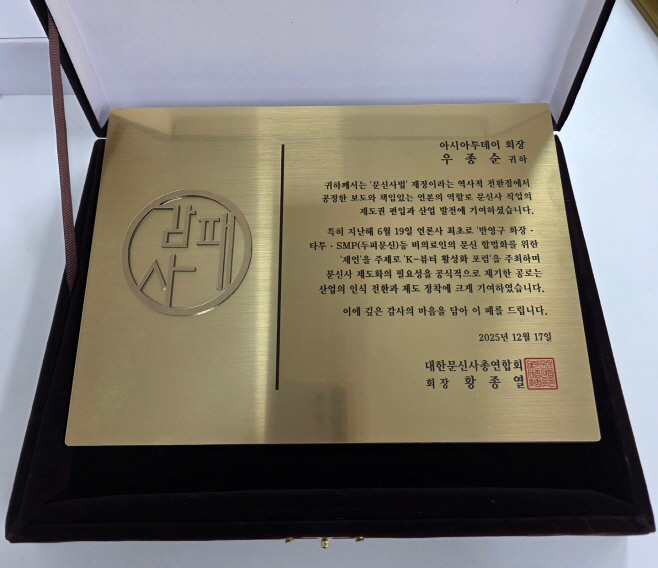 감사패
아시아투데이 회장
우 종 순 귀하
귀하께서는 '문신사법' 제정이라는 역사적 전환점에서
공정한 보도와 책임있는 언론의 역할로 문신사 직업의
제도권 편입과 산업 발전에 기여하셨습니다.
특히 지난해 6월 19일 언론사 최초로 '반영구 화장·
타투·SMP(두피문신)등 비의료인의 문신 합법화를 위한
'제언'을 주제로 'K-뷰티 활성화 포럼'을 주최하며
문신사 제도화의 필요성을 공식적으로 제기한 공로는
산업의 인식 전환과 제도 정착에 크게 기여하였습니다.
이에 깊은 감사의 마음을 담아 이 패를 드립니다.
2025년 12월 17일
대한문신사총연합회
회장 황 종 열